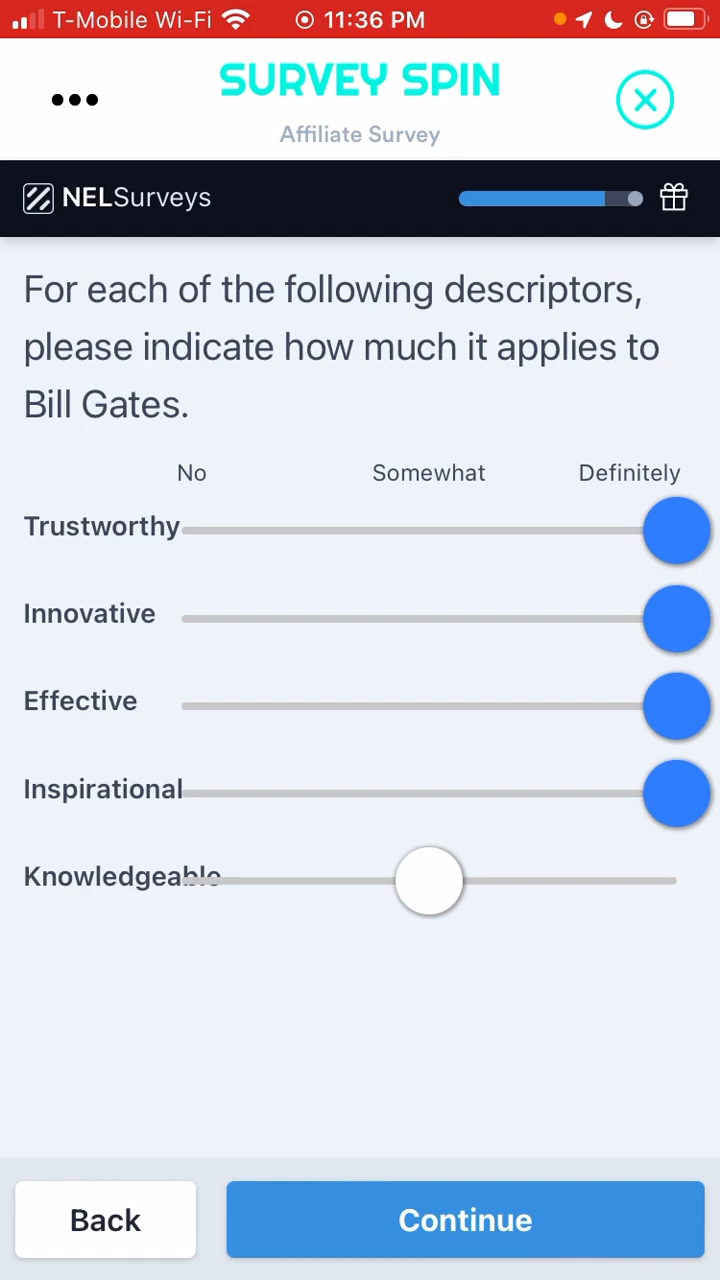 T-Mobile Wi-Fi 11:36 PM
SURVEY SPIN
Affiliate Survey
NELSurveys
For each of the following descriptors,
please indicate how much it applies to
Bill Gates.
No Somewhat Definitely
Trustworthy
Innovative
Effective
Inspirational
Knowledgeable
Back Continue